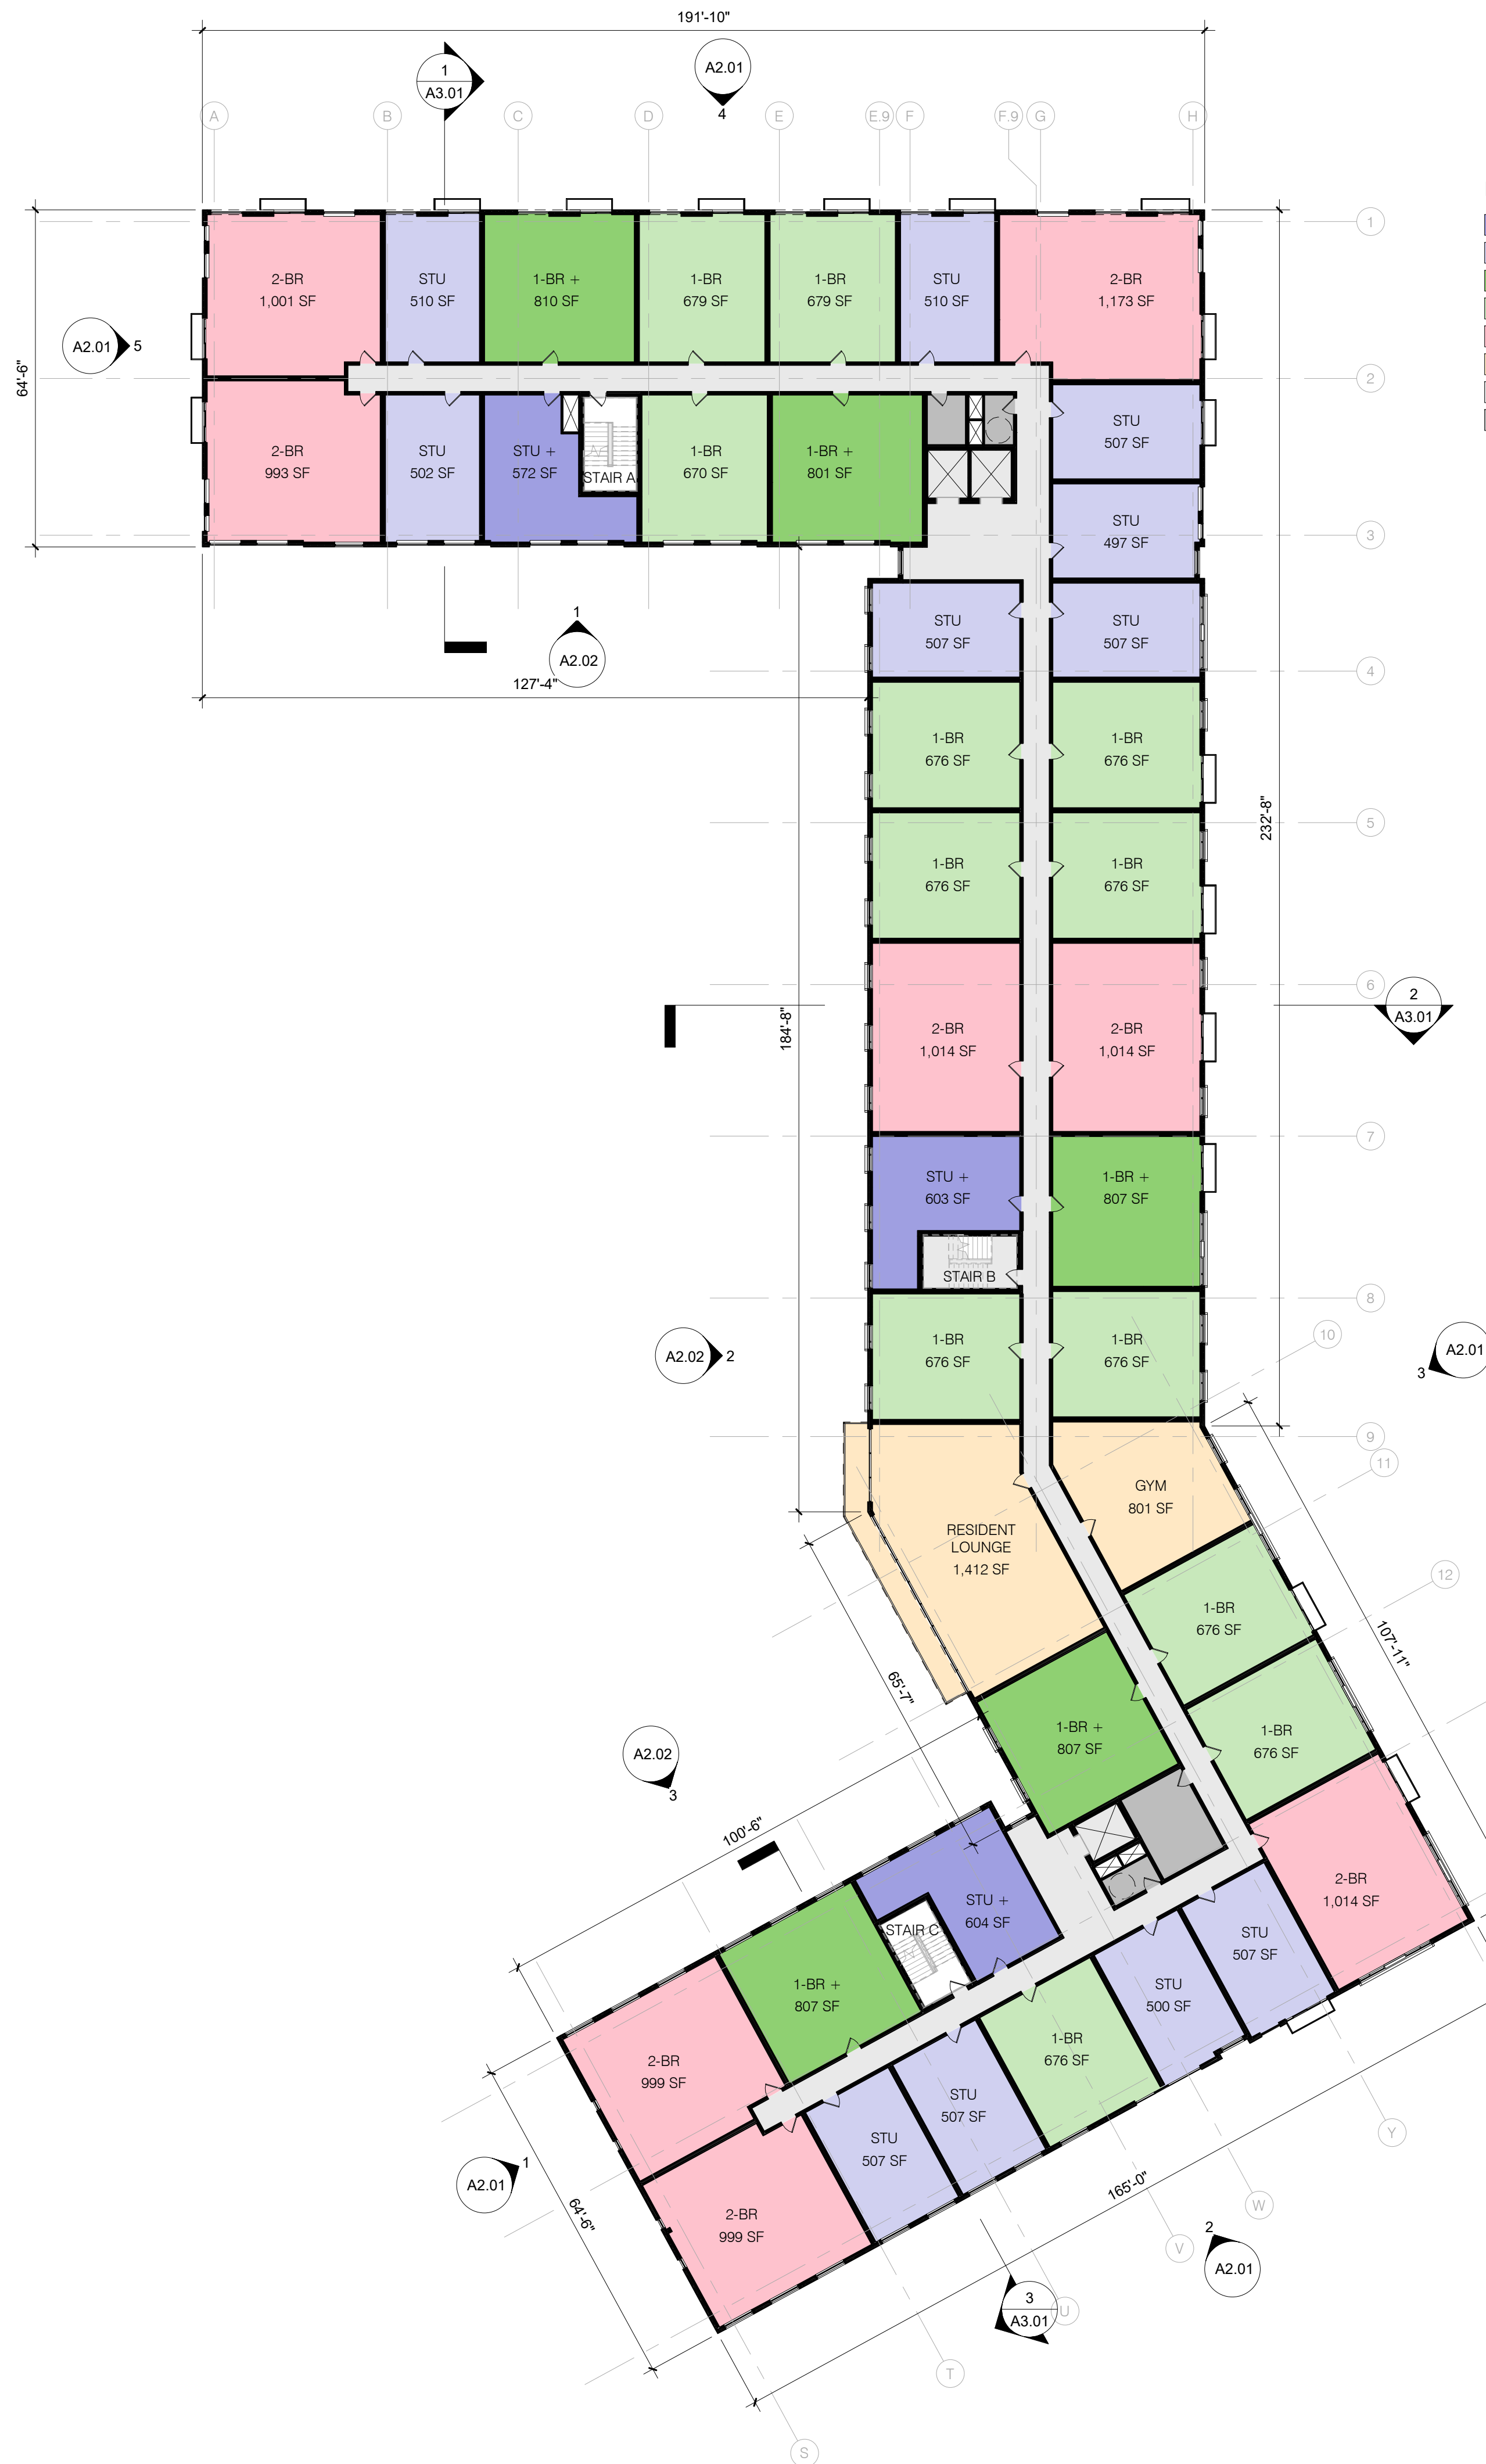 191'-10"
1
A3.01
A2.01
4
A
B
C
D
E
E.9
F
F.9
G
H
1
2-BR
1,001 SF
STU
510 SF
1-BR +
810 SF
1-BR
679 SF
1-BR
679 SF
STU
510 SF
2-BR
1,173 SF
A2.01
5
64'-6"
2
2-BR
993 SF
STU
502 SF
STU +
572 SF
STAIR A
1-BR
670 SF
1-BR +
801 SF
STU
507 SF
STU
497 SF
3
1
A2.02
127'-4"
STU
507 SF
STU
507 SF
4
1-BR
676 SF
1-BR
676 SF
232'-8"
5
1-BR
676 SF
1-BR
676 SF
6
2
A3.01
184'-8"
2-BR
1,014 SF
2-BR
1,014 SF
7
STU +
603 SF
1-BR +
807 SF
STAIR B
8
10
A2.02
2
1-BR
676 SF
1-BR
676 SF
A2.01
3
9
11
GYM
801 SF
RESIDENT
LOUNGE
1,412 SF
12
1-BR
676 SF
107'-11"
65'-7"
1-BR +
807 SF
1-BR
676 SF
A2.02
3
100'-6"
2-BR
1,014 SF
STU +
604 SF
STAIR C
STU
507 SF
1-BR +
807 SF
STU
500 SF
1-BR
676 SF
2-BR
999 SF
STU
507 SF
STU
507 SF
Y
A2.01
1
64'-6"
2-BR
999 SF
165'-0"
W
V
2
A2.01
3
A3.01
U
T
S